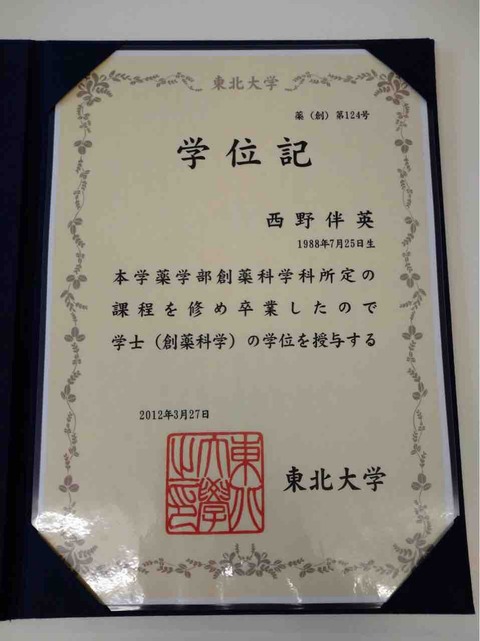 東北大学
薬（創）第124号
学位記
西野伴英
1988年7月25日生
本学薬学部創薬科学科所定の
課程を修め卒業したので
学士（創薬科学）の学位を授与する
2012年3月27日
東北大学
東北大學之印